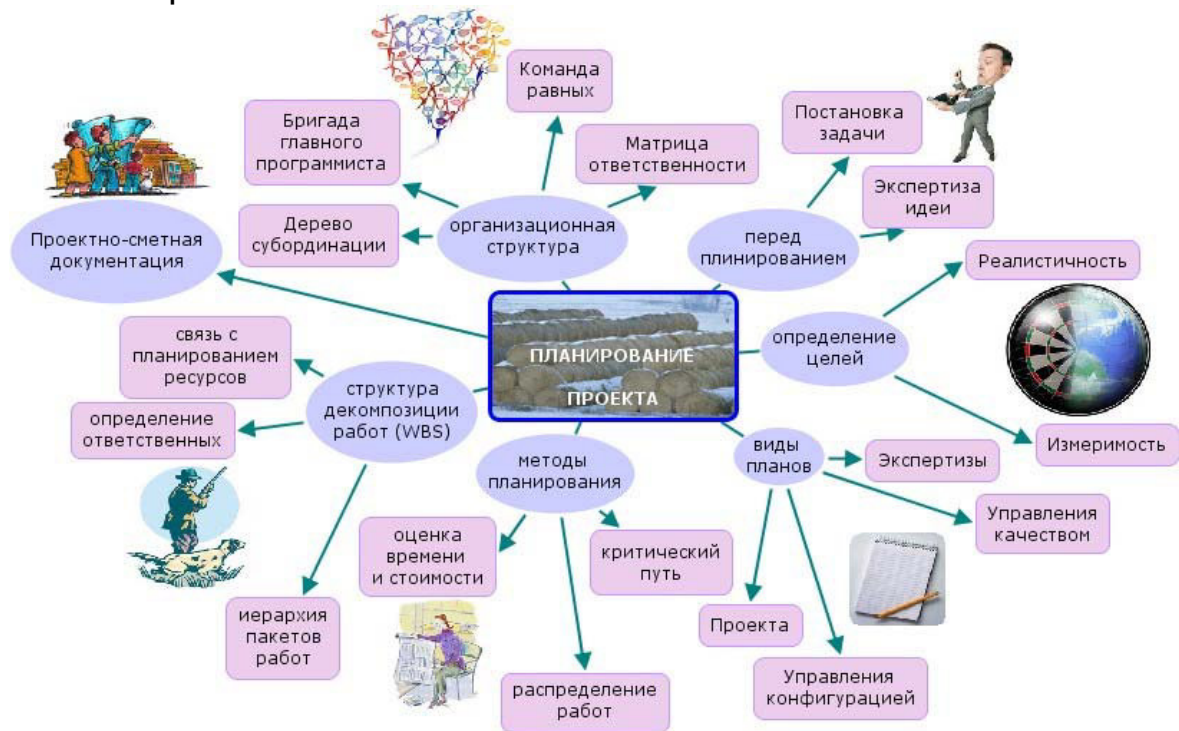 Команда
равных
Бригада
главного
программиста
Матрица
ответственности
Дерево
субординации
организационная
структура
Постановка
задачи
Экспертиза
идеи
перед
плинированием
Проектно-сметная
документация
Реалистичность
определение
целей
Измеримость
ПЛАНИРОВАНИЕ
ПРОЕКТА
связь с
планированием
ресурсов
определение
ответственных
структура
декомпозиции
работ (WBS)
иерархия
пакетов
работ
методы
планирования
оценка
времени
и стоимости
критический
путь
распределение
работ
виды
планов
Экспертизы
Управления
качеством
Проекта
Управления
конфигурацией